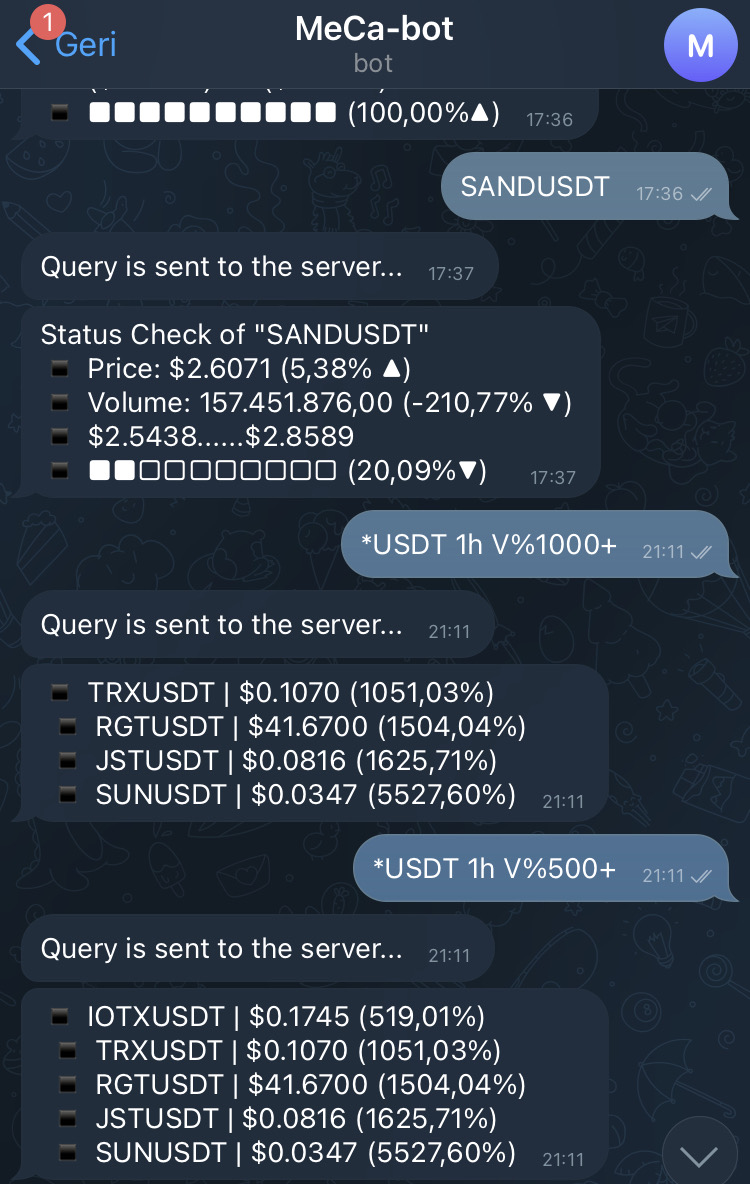 1
Geri
MeCa-bot
bot
M
(100,00%▲) 17:36
SANDUSDT 17:36
Query is sent to the server... 17:37
Status Check of "SANDUSDT"
Price: $2.6071 (5,38% ▲)
Volume: 157.451.876,00 (-210,77% ▼)
$2.5438......$2.8589
(20,09%▼) 17:37
*USDT 1h V%1000+ 21:11
Query is sent to the server... 21:11
TRXUSDT | $0.1070 (1051,03%)
RGTUSDT | $41.6700 (1504,04%)
JSTUSDT | $0.0816 (1625,71%)
SUNUSDT | $0.0347 (5527,60%) 21:11
*USDT 1h V%500+ 21:11
Query is sent to the server... 21:11
IOTXUSDT | $0.1745 (519,01%)
TRXUSDT | $0.1070 (1051,03%)
RGTUSDT | $41.6700 (1504,04%)
JSTUSDT | $0.0816 (1625,71%)
SUNUSDT | $0.0347 (5527,60%) 21:11